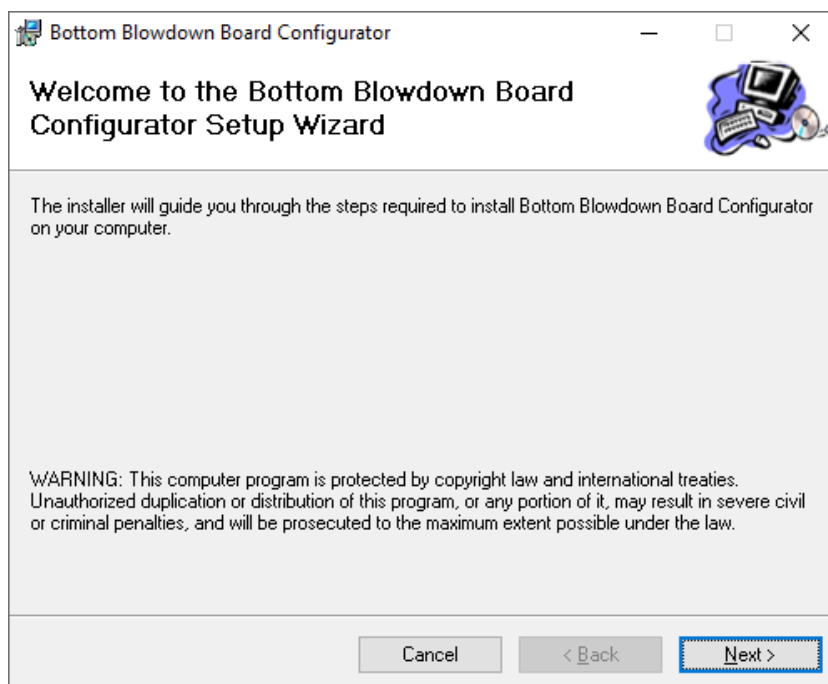 Bottom Blowdown Board Configurator
Welcome to the Bottom Blowdown Board
Configurator Setup Wizard
The installer will guide you through the steps required to install Bottom Blowdown Board Configurator
on your computer.
WARNING: This computer program is protected by copyright law and international treaties.
Unauthorized duplication or distribution of this program, or any portion of it, may result in severe civil
or criminal penalties, and will be prosecuted to the maximum extent possible under the law.
Cancel
< Back
Next >